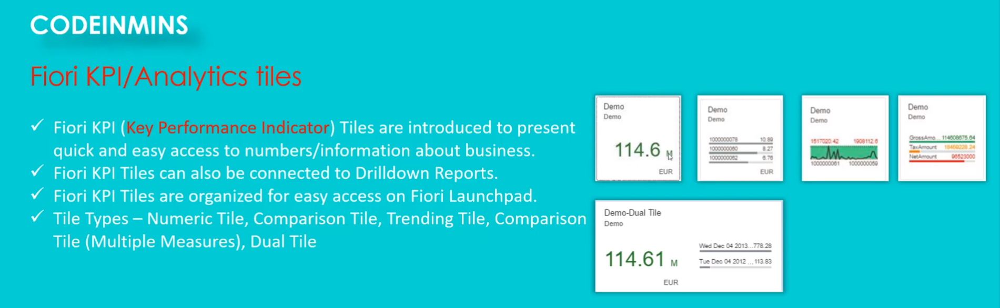 CODEINMINS
Fiori KPI/Analytics tiles
Fiori KPI (Key Performance Indicator) Tiles are introduced to present
quick and easy access to numbers/information about business.
Fiori KPI Tiles can also be connected to Drilldown Reports.
Fiori KPI Tiles are organized for easy access on Fiori Launchpad.
Tile Types – Numeric Tile, Comparison Tile, Trending Tile, Comparison
Tile (Multiple Measures), Dual Tile
Demo
Demo
114.6 M
EUR
Demo
Demo
1000000078 10.89
1000000080 8.27
1000000082 6.76
EUR
Demo
Demo
1517020.42 1908112.6
1000000061 1000000059
Demo
Demo
GrossAmo... 114608675.64
TaxAmount 18469228.24
NetAmount 96523000
Demo-Dual Tile
Demo
114.61 M
EUR
Wed Dec 04 2013...778.28
Tue Dec 04 2012 ...113.83